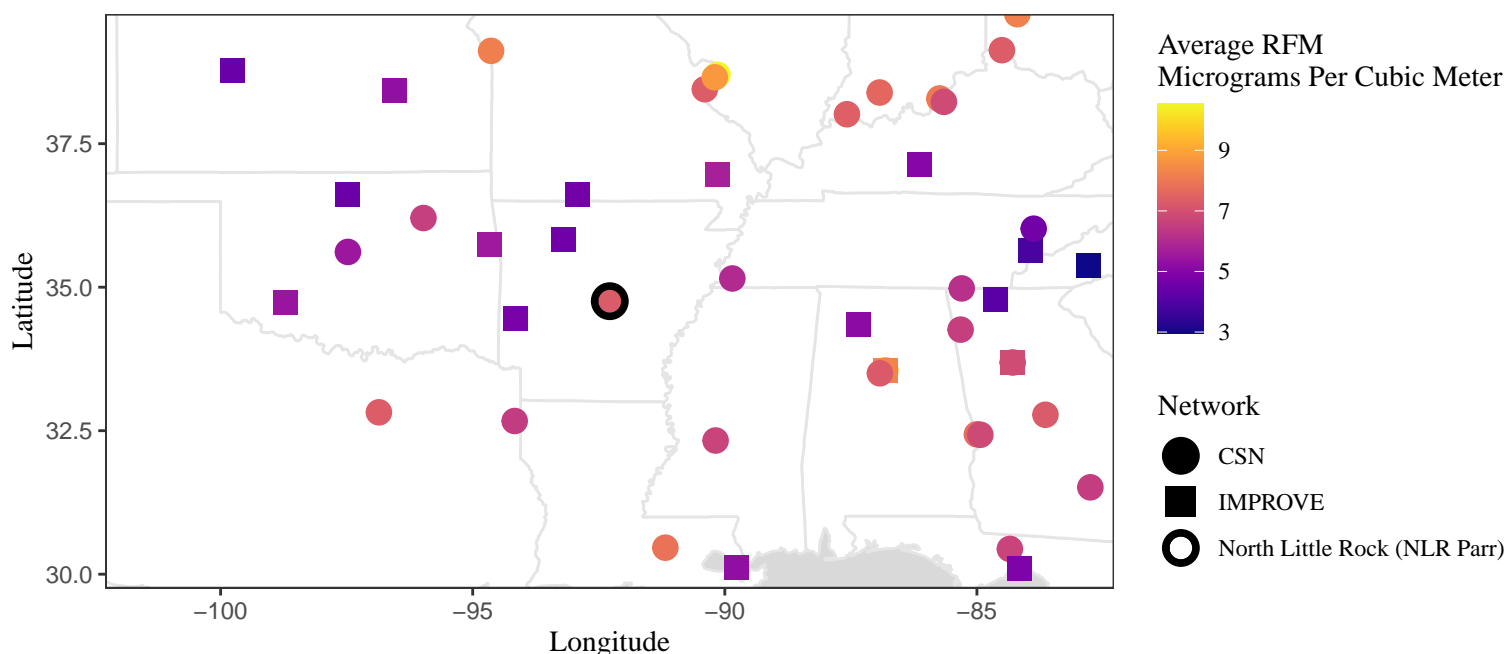 Average RFM
Micrograms Per Cubic Meter
9
7
5
3
Network
CSN
IMPROVE
North Little Rock (NLR Parr)
Latitude
37.5
35.0
32.5
30.0
−100
−95
−90
−85
Longitude